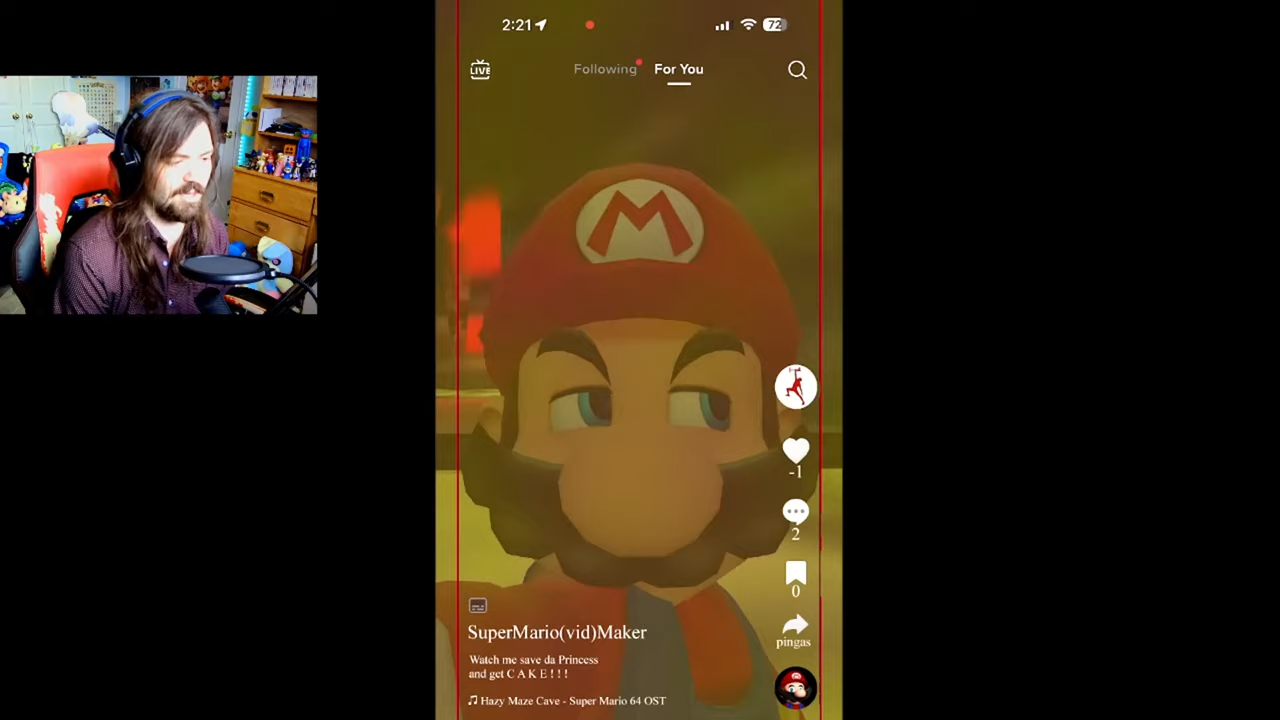 2:21
72
LIVE
Following
For You
M
-1
2
0
pingas
SuperMario(vid)Maker
Watch me save da Princess
and get C A K E ! ! !
Hazy Maze Cave - Super Mario 64 OST